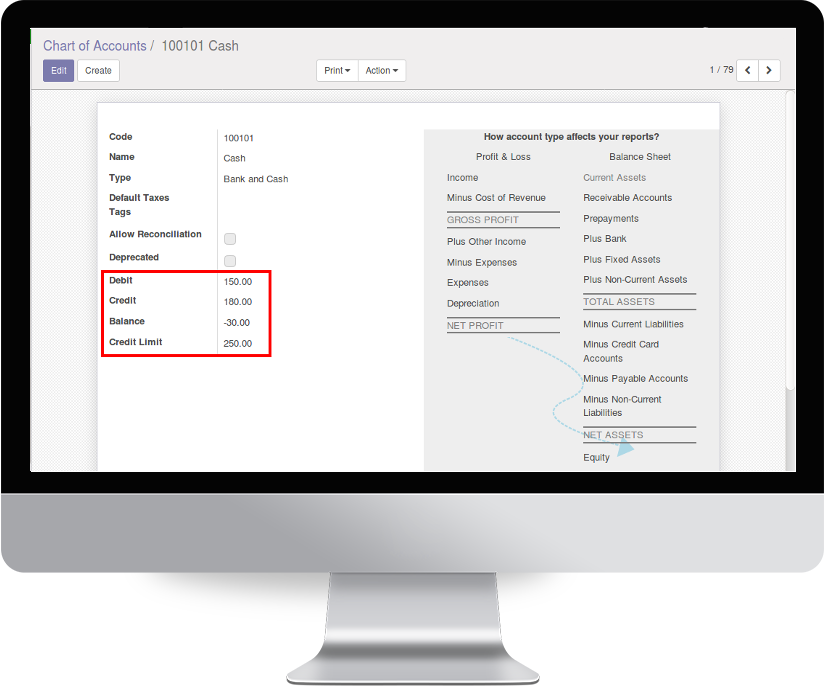 Chart of Accounts / 100101 Cash
Edit Create Print Action 1 / 79
Code 100101
Name Cash
Type Bank and Cash
Default Taxes
Tags
Allow Reconciliation
Deprecated
Debit 150.00
Credit 180.00
Balance -30.00
Credit Limit 250.00
How account type affects your reports?
Profit & Loss
Income
Minus Cost of Revenue
GROSS PROFIT
Plus Other Income
Minus Expenses
Expenses
Depreciation
NET PROFIT
Balance Sheet
Current Assets
Receivable Accounts
Prepayments
Plus Bank
Plus Fixed Assets
Plus Non-Current Assets
TOTAL ASSETS
Minus Current Liabilities
Minus Credit Card
Accounts
Minus Payable Accounts
Minus Non-Current
Liabilities
NET ASSETS
Equity